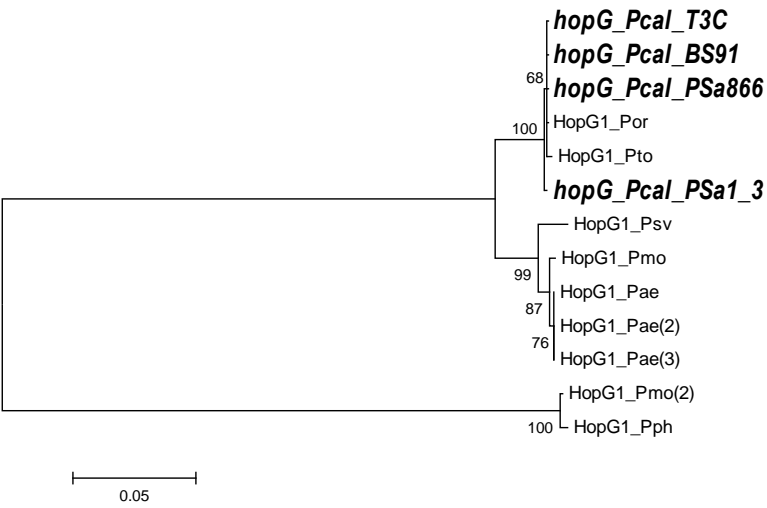 hopG_Pcal_T3C
hopG_Pcal_BS91
68
hopG_Pcal_PSa866
HopG1_Por
100
HopG1_Pto
hopG_Pcal_PSa1_3
HopG1_Psv
HopG1_Pmo
99
HopG1_Pae
87
HopG1_Pae(2)
76
HopG1_Pae(3)
HopG1_Pmo(2)
100
HopG1_Pph
0.05